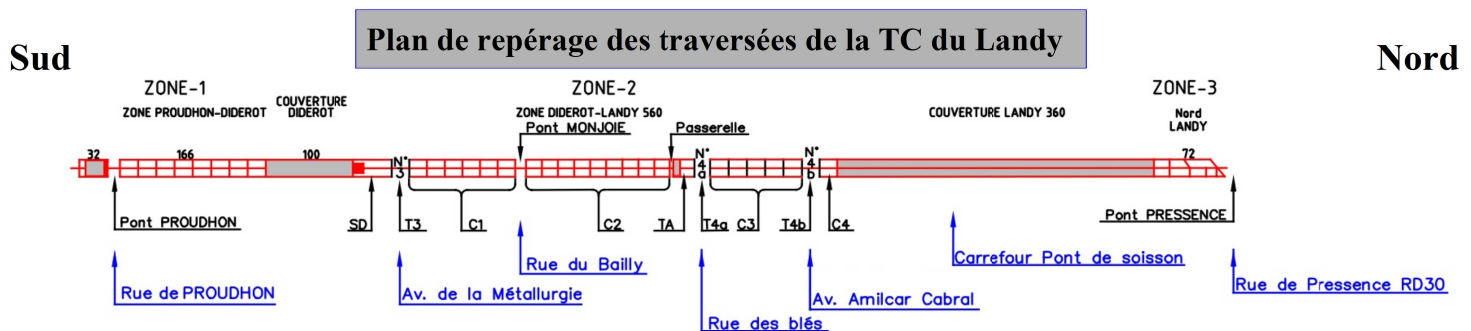 Plan de repérage des traversées de la TC du Landy
Sud
Nord
ZONE-1
ZONE-2
ZONE-3
ZONE PROUDHON-DIDEROT
COUVERTURE
DIDEROT
ZONE DIDEROT-LANDY 560
COUVERTURE LANDY 360
Nord
LANDY
Pont MONJOIE
Passerelle
32
166
100
N°
3
N°
4
a
N°
4
b
72
Pont PROUDHON
SD
T3
C1
C2
TA
T4a
C3
T4b
C4
Pont PRESSENCE
Rue de PROUDHON
Av. de la Métallurgie
Rue du Bailly
Rue des blés
Av. Amilcar Cabral
Carrefour Pont de soisson
Rue de Pressence RD30